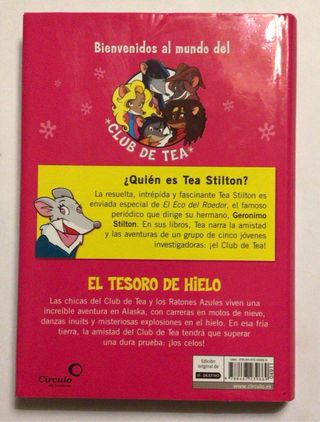 Bienvenidos al mundo del
CLUB DE TEA
¿Quién es Tea Stilton?
La resuelta, intrépida y fascinante Tea Stilton es
enviada especial de El Eco del Roedor, el famoso
periódico que dirige su hermano, Geronimo
Stilton. En sus libros, Tea narra la amistad
y las aventuras de un grupo de cinco jóvenes
investigadoras: ¡el Club de Tea!
EL TESORO DE HIELO
Las chicas del Club de Tea y los Ratones Azules viven una
increíble aventura en Alaska, con carreras en motos de nieve,
danzas inuits y misteriosas explosiones en el hielo. En esa fría
tierra, la amistad del Club de Tea tendrá que superar
una dura prueba: ¡los celos!
Círculo
de Lectores
Edición
original de
DESTINO
www.circulo.es